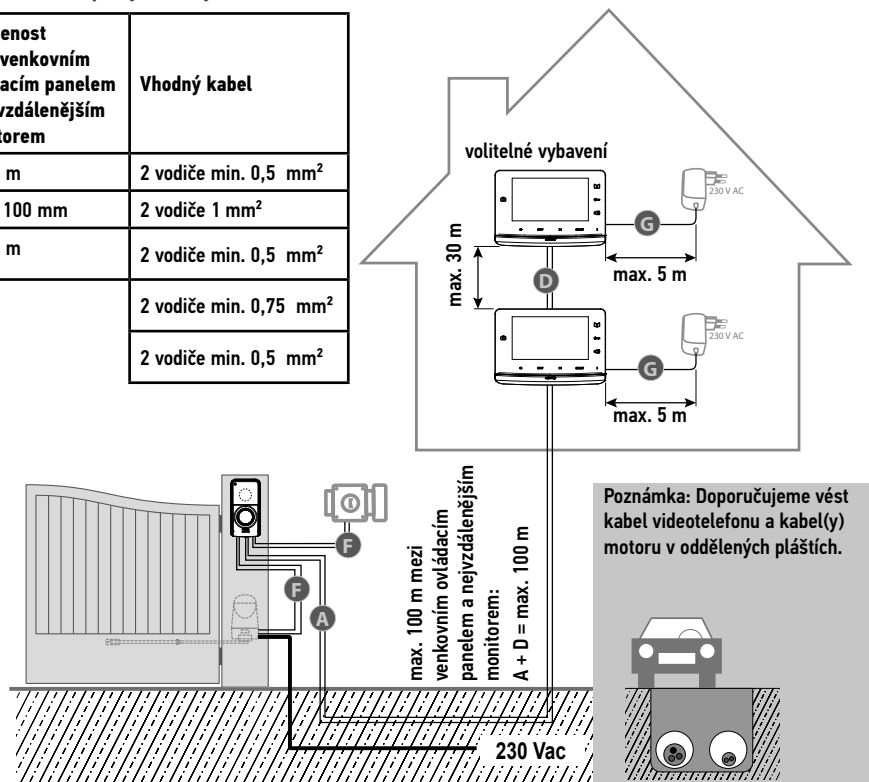 enost
venkovním
acím panelem
vzdálenějším
torem
Vhodný kabel
m
2 vodiče min. 0,5 mm²
100 mm
2 vodiče 1 mm²
m
2 vodiče min. 0,5 mm²
2 vodiče min. 0,75 mm²
2 vodiče min. 0,5 mm²
volitelné vybavení
230 V AC
G
max. 5 m
max. 30 m
D
230 V AC
G
max. 5 m
F
F
A
max. 100 m mezi
venkovním ovládacím
panelem a nejvzdálenějším
monitorem:
A + D = max. 100 m
230 Vac
Poznámka: Doporučujeme vést
kabel videotelefonu a kabel(y)
motoru v oddělených pláštích.